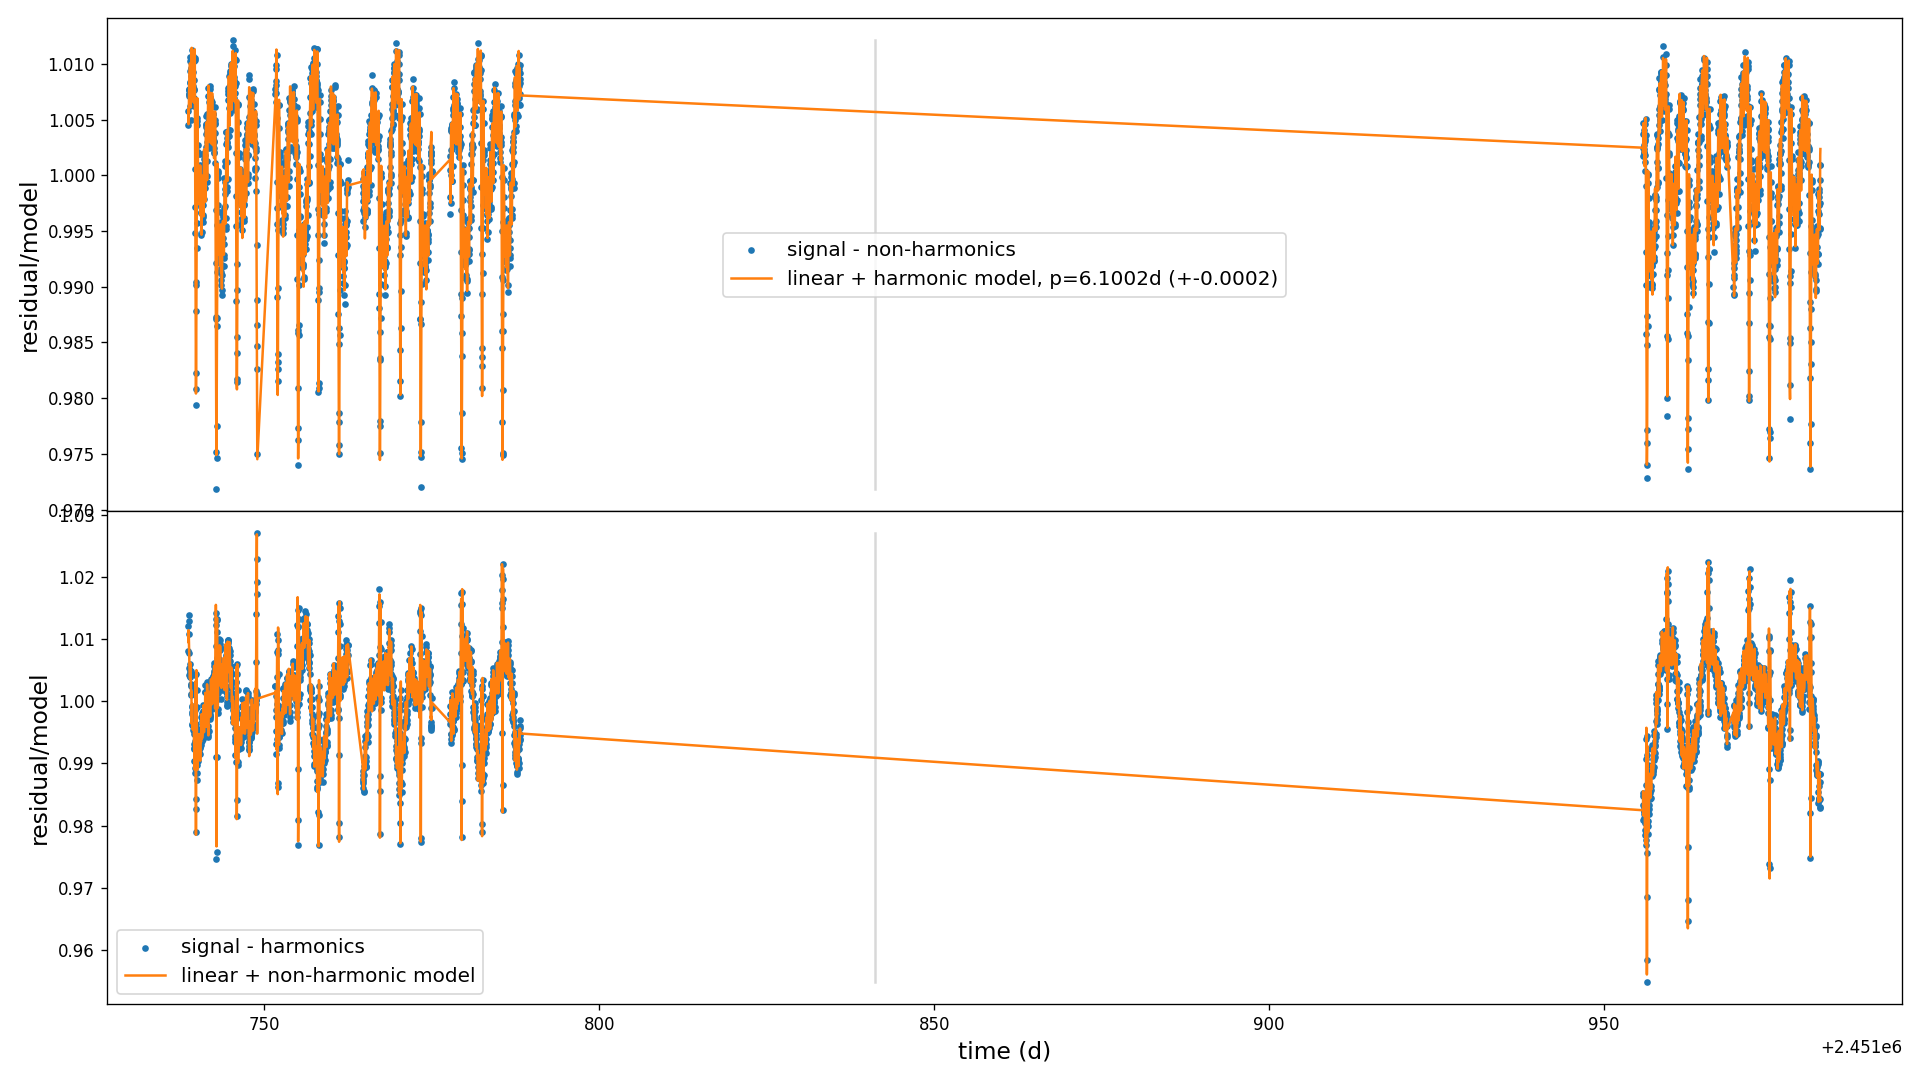 1.010
1.005
1.000
0.995
0.990
0.985
0.980
0.975
0.970
residual/model
signal - non-harmonics
linear + harmonic model, p=6.1002d (+-0.0002)
1.03
1.02
1.01
1.00
0.99
0.98
0.97
0.96
residual/model
signal - harmonics
linear + non-harmonic model
750
800
850
900
950
time (d)
+2.451e6